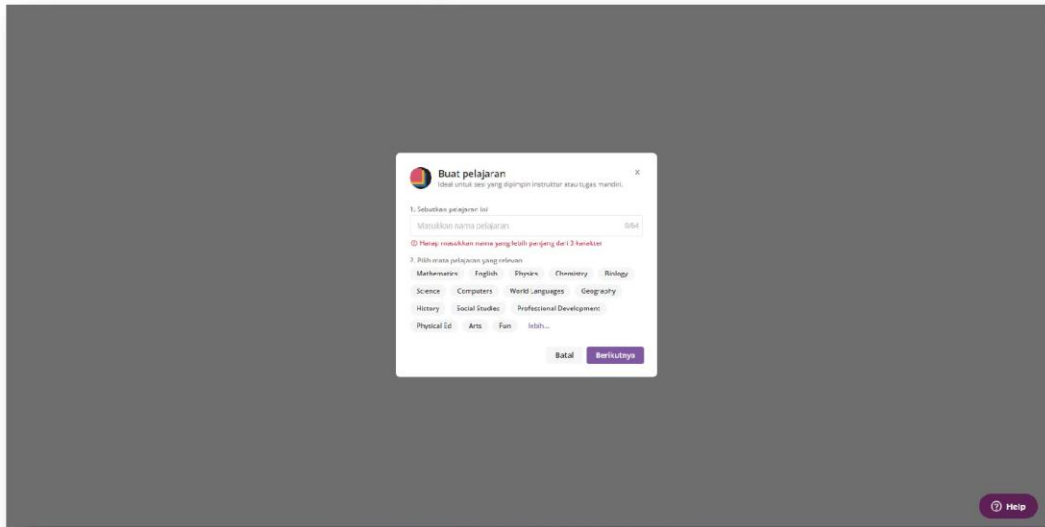 Buat pelajaran
x
Ideal untuk sesi yang dipimpin instruktur atau tugas mandiri.
1. Sebutkan pelajaran ini
Masukkan nama pelajaran 0/64
Harap masukkan nama yang lebih panjang dari 3 karakter
2. Pilih mata pelajaran yang relevan
Mathematics English Physics Chemistry Biology
Science Computers World Languages Geography
History Social Studies Professional Development
Physical Ed Arts Fun lebih...
Batal Berikutnya
Help